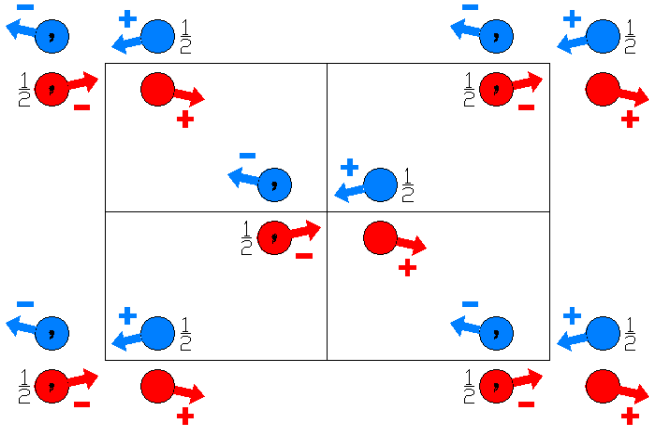 − + − +
, 1/2 , 1/2
1/2 , 1/2 ,
− + − +
− +
, 1/2
1/2 ,
− +
− + − +
, 1/2 , 1/2
1/2 , 1/2 ,
− + − +